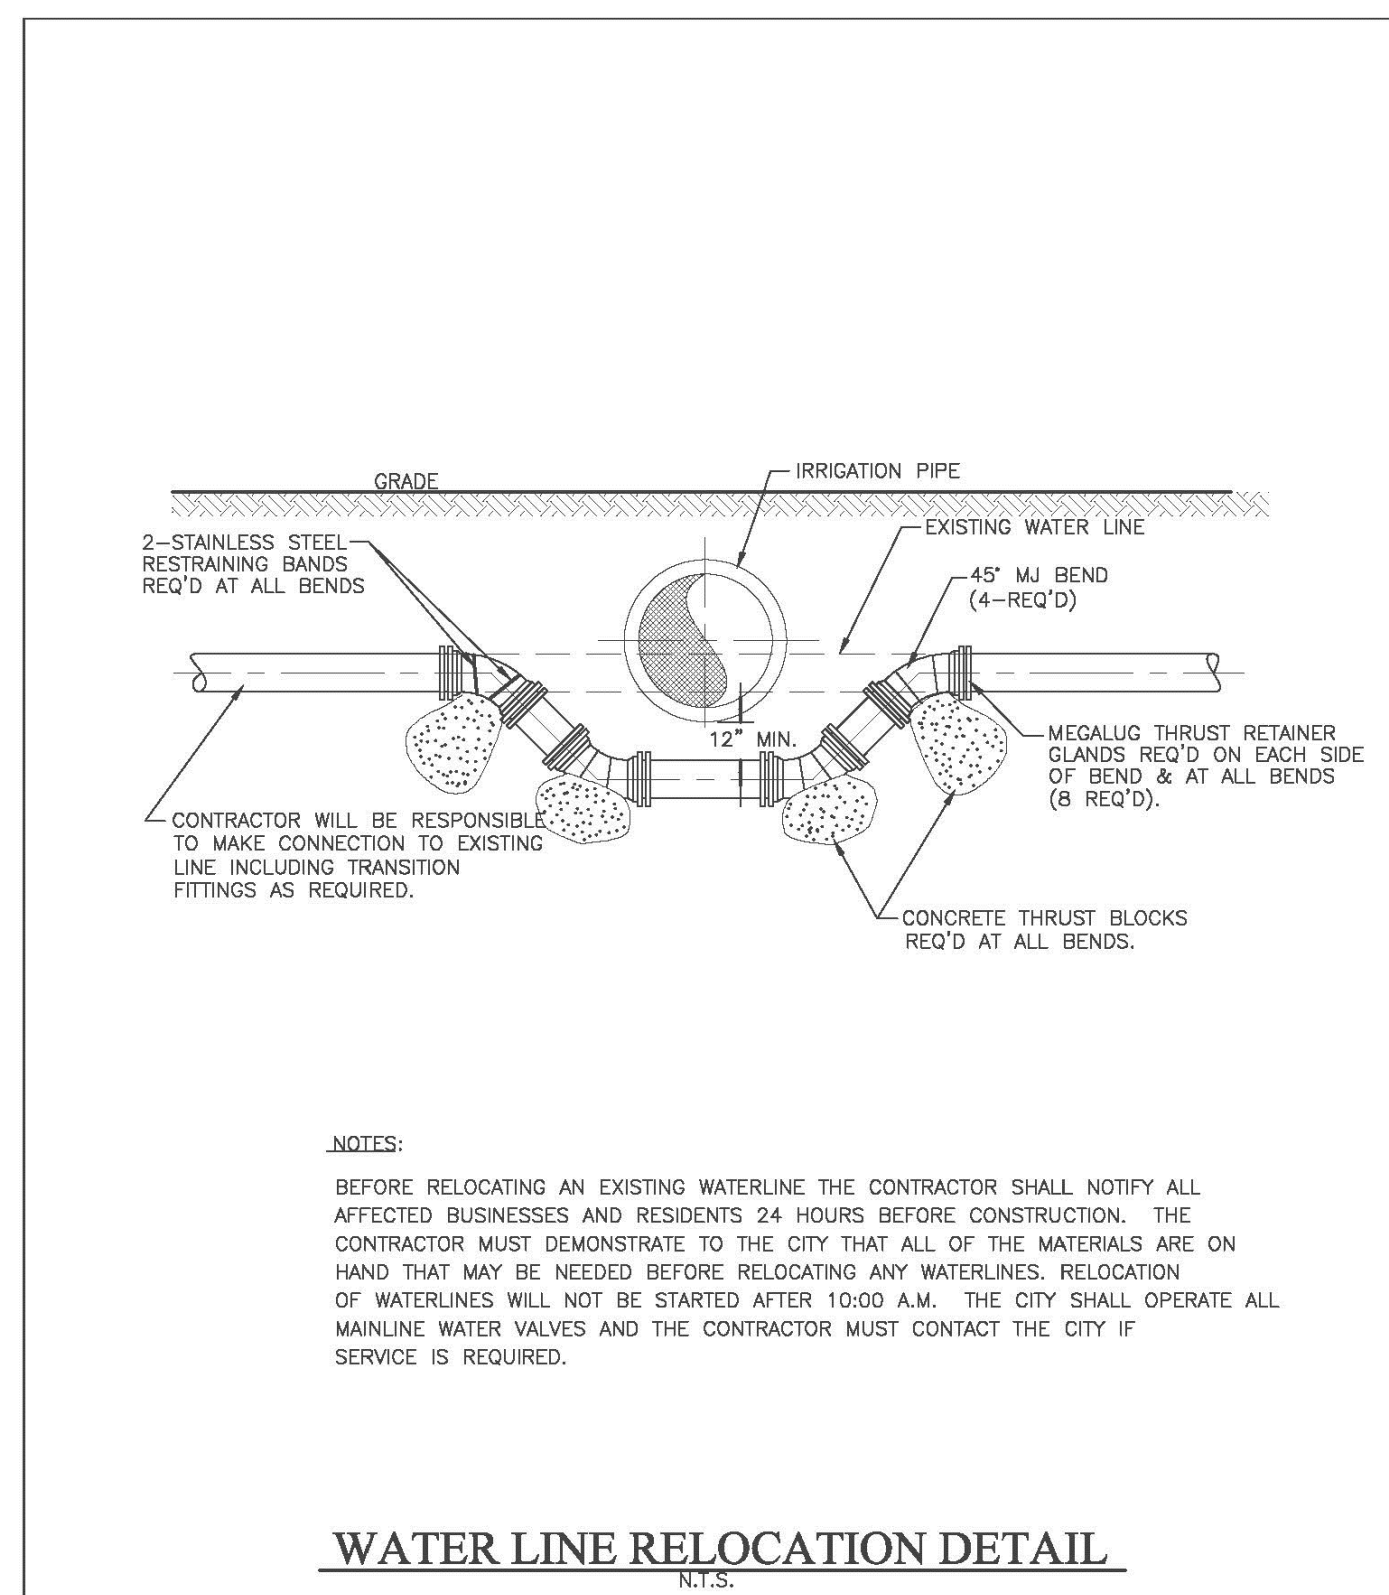 GRADE
IRRIGATION PIPE
EXISTING WATER LINE
2-STAINLESS STEEL
RESTRAINING BANDS
REQ'D AT ALL BENDS
45° MJ BEND
(4-REQ'D)
12" MIN.
MEGALUG THRUST RETAINER
GLANDS REQ'D ON EACH SIDE
OF BEND & AT ALL BENDS
(8 REQ'D).
CONTRACTOR WILL BE RESPONSIBLE
TO MAKE CONNECTION TO EXISTING
LINE INCLUDING TRANSITION
FITTINGS AS REQUIRED.
CONCRETE THRUST BLOCKS
REQ'D AT ALL BENDS.
NOTES:
BEFORE RELOCATING AN EXISTING WATERLINE THE CONTRACTOR SHALL NOTIFY ALL
AFFECTED BUSINESSES AND RESIDENTS 24 HOURS BEFORE CONSTRUCTION. THE
CONTRACTOR MUST DEMONSTRATE TO THE CITY THAT ALL OF THE MATERIALS ARE ON
HAND THAT MAY BE NEEDED BEFORE RELOCATING ANY WATERLINES. RELOCATION
OF WATERLINES WILL NOT BE STARTED AFTER 10:00 A.M. THE CITY SHALL OPERATE ALL
MAINLINE WATER VALVES AND THE CONTRACTOR MUST CONTACT THE CITY IF
SERVICE IS REQUIRED.
WATER LINE RELOCATION DETAIL
N.T.S.